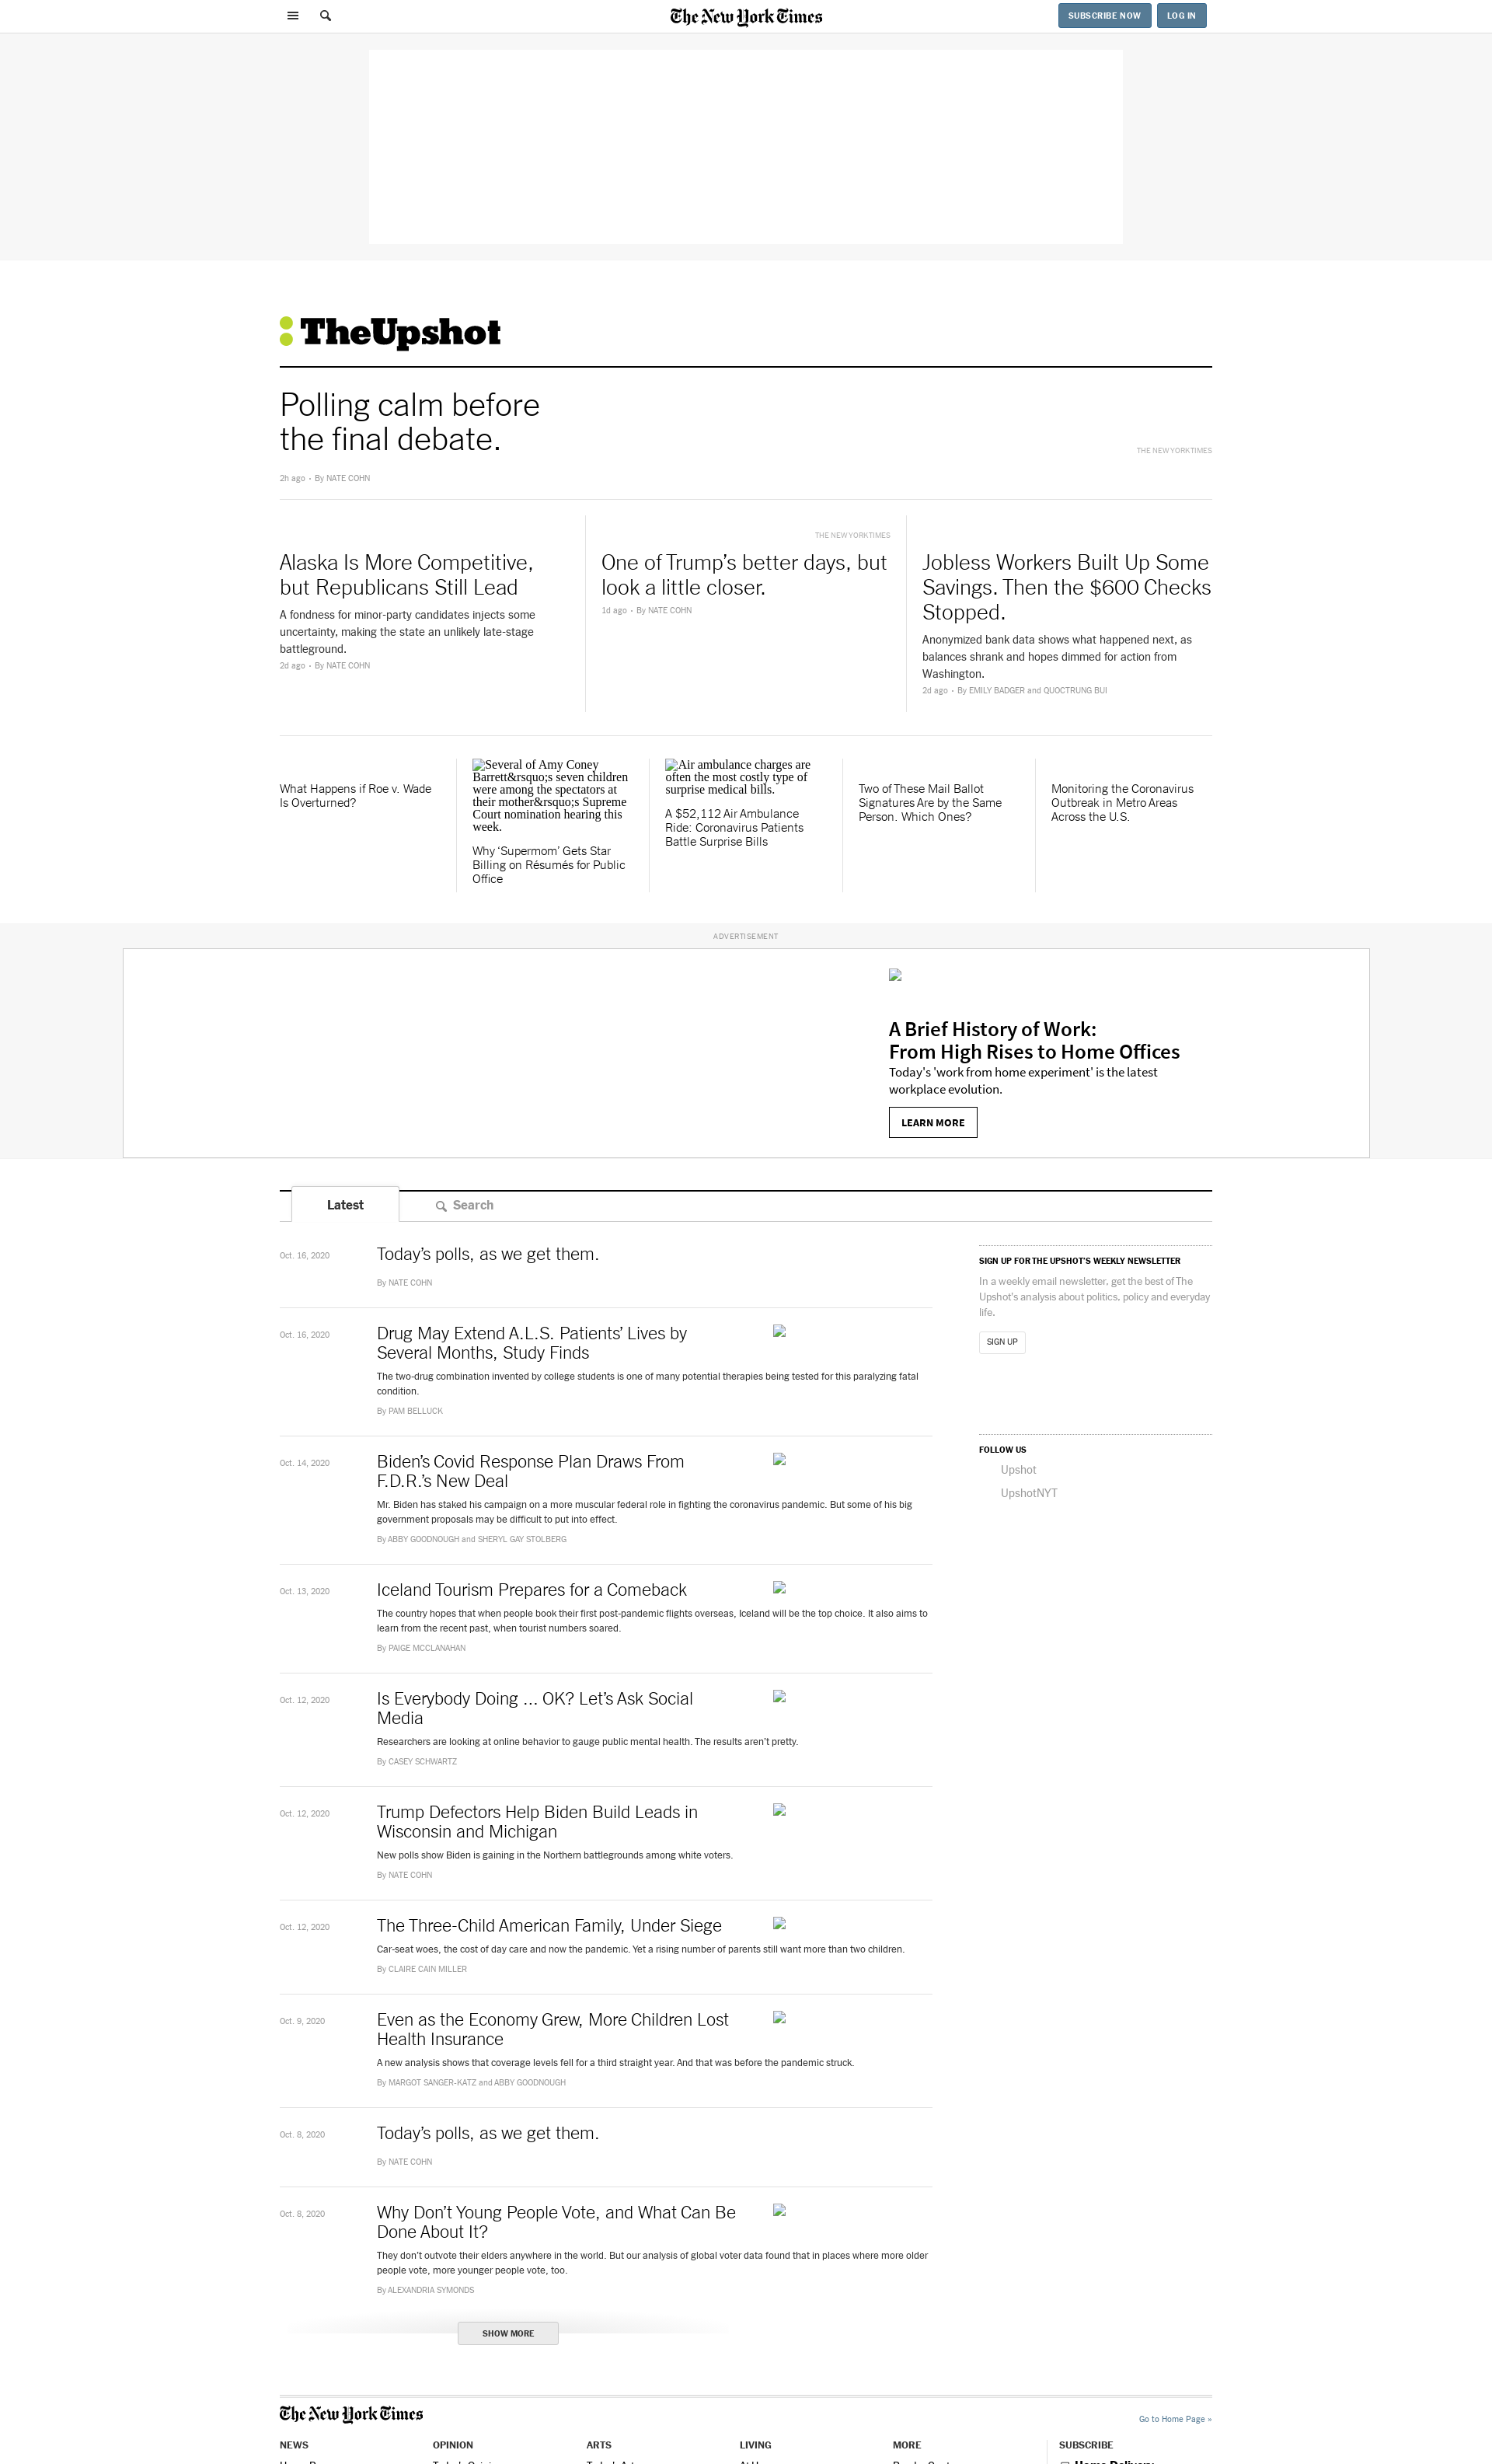 The New York Times
SUBSCRIBE NOW
LOG IN
TheUpshot
Polling calm before
the final debate.
THE NEW YORK TIMES
2h ago • By NATE COHN
Alaska Is More Competitive,
but Republicans Still Lead
A fondness for minor-party candidates injects some
uncertainty, making the state an unlikely late-stage
battleground.
2d ago • By NATE COHN
THE NEW YORK TIMES
One of Trump’s better days, but
look a little closer.
1d ago • By NATE COHN
Jobless Workers Built Up Some
Savings. Then the $600 Checks
Stopped.
Anonymized bank data shows what happened next, as
balances shrank and hopes dimmed for action from
Washington.
2d ago • By EMILY BADGER and QUOCTRUNG BUI
What Happens if Roe v. Wade
Is Overturned?
Several of Amy Coney
Barrett&rsquo;s seven children
were among the spectators at
their mother&rsquo;s Supreme
Court nomination hearing this
week.
Why ‘Supermom’ Gets Star
Billing on Résumés for Public
Office
Air ambulance charges are
often the most costly type of
surprise medical bills.
A $52,112 Air Ambulance
Ride: Coronavirus Patients
Battle Surprise Bills
Two of These Mail Ballot
Signatures Are by the Same
Person. Which Ones?
Monitoring the Coronavirus
Outbreak in Metro Areas
Across the U.S.
ADVERTISEMENT
A Brief History of Work:
From High Rises to Home Offices
Today's 'work from home experiment' is the latest
workplace evolution.
LEARN MORE
Latest
Search
Oct. 16, 2020
Today’s polls, as we get them.
By NATE COHN
Oct. 16, 2020
Drug May Extend A.L.S. Patients’ Lives by
Several Months, Study Finds
The two-drug combination invented by college students is one of many potential therapies being tested for this paralyzing fatal
condition.
By PAM BELLUCK
Oct. 14, 2020
Biden’s Covid Response Plan Draws From
F.D.R.’s New Deal
Mr. Biden has staked his campaign on a more muscular federal role in fighting the coronavirus pandemic. But some of his big
government proposals may be difficult to put into effect.
By ABBY GOODNOUGH and SHERYL GAY STOLBERG
Oct. 13, 2020
Iceland Tourism Prepares for a Comeback
The country hopes that when people book their first post-pandemic flights overseas, Iceland will be the top choice. It also aims to
learn from the recent past, when tourist numbers soared.
By PAIGE MCCLANAHAN
Oct. 12, 2020
Is Everybody Doing ... OK? Let’s Ask Social
Media
Researchers are looking at online behavior to gauge public mental health. The results aren’t pretty.
By CASEY SCHWARTZ
Oct. 12, 2020
Trump Defectors Help Biden Build Leads in
Wisconsin and Michigan
New polls show Biden is gaining in the Northern battlegrounds among white voters.
By NATE COHN
Oct. 12, 2020
The Three-Child American Family, Under Siege
Car-seat woes, the cost of day care and now the pandemic. Yet a rising number of parents still want more than two children.
By CLAIRE CAIN MILLER
Oct. 9, 2020
Even as the Economy Grew, More Children Lost
Health Insurance
A new analysis shows that coverage levels fell for a third straight year. And that was before the pandemic struck.
By MARGOT SANGER-KATZ and ABBY GOODNOUGH
Oct. 8, 2020
Today’s polls, as we get them.
By NATE COHN
Oct. 8, 2020
Why Don’t Young People Vote, and What Can Be
Done About It?
They don’t outvote their elders anywhere in the world. But our analysis of global voter data found that in places where more older
people vote, more younger people vote, too.
By ALEXANDRIA SYMONDS
SHOW MORE
SIGN UP FOR THE UPSHOT’S WEEKLY NEWSLETTER
In a weekly email newsletter, get the best of The
Upshot’s analysis about politics, policy and everyday
life.
SIGN UP
FOLLOW US
Upshot
UpshotNYT
The New York Times
Go to Home Page »
NEWS
OPINION
ARTS
LIVING
MORE
SUBSCRIBE